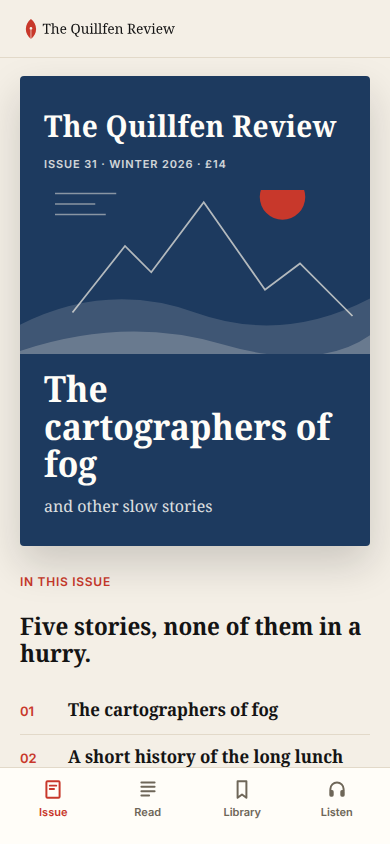 The Quillfen Review
The Quillfen Review
ISSUE 31 · WINTER 2026 · £14
The
cartographers of
fog
and other slow stories
IN THIS ISSUE
Five stories, none of them in a
hurry.
01 The cartographers of fog
02 A short history of the long lunch
Issue Read Library Listen